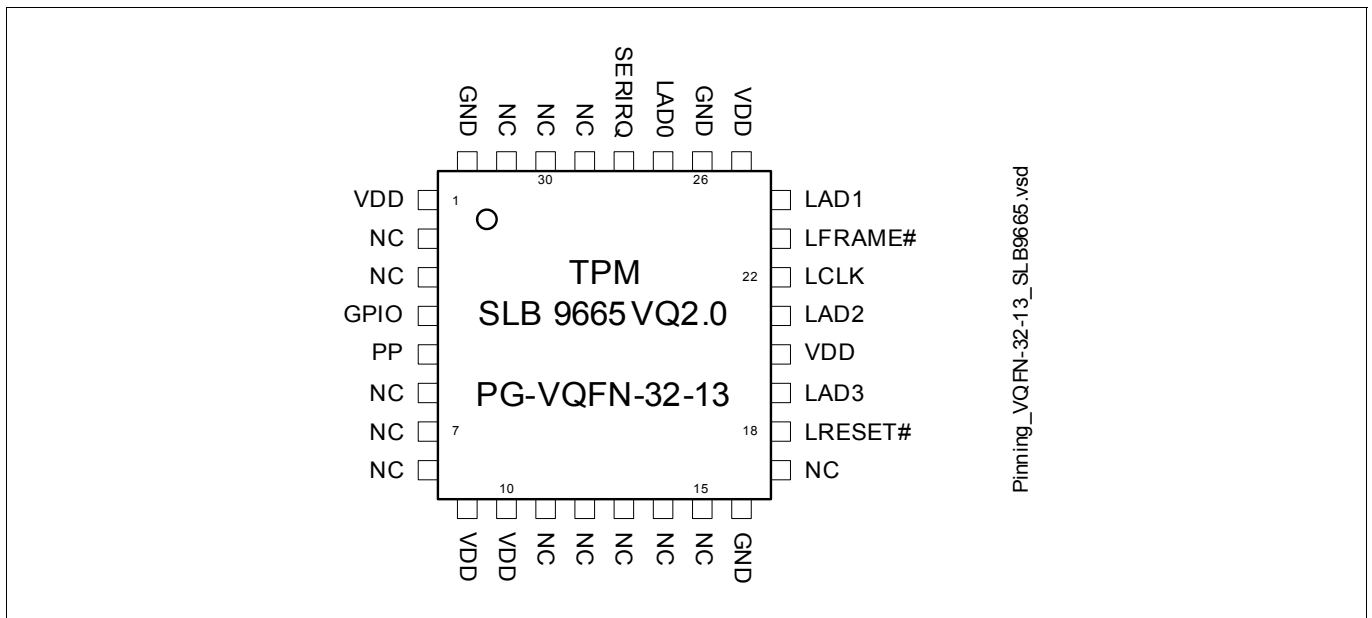 GND NC NC NC SERIRQ LAD0 GND VDD
30 26
VDD 1 LAD1
NC LFRAME#
NC TPM 22 LCLK
GPIO SLB 9665VQ2.0 LAD2
PP VDD
NC PG-VQFN-32-13 LAD3
NC 7 18 LRESET#
NC NC
10 15
VDD VDD NC NC NC NC NC GND
Pinning_VQFN-32-13_SLB9665.vsd